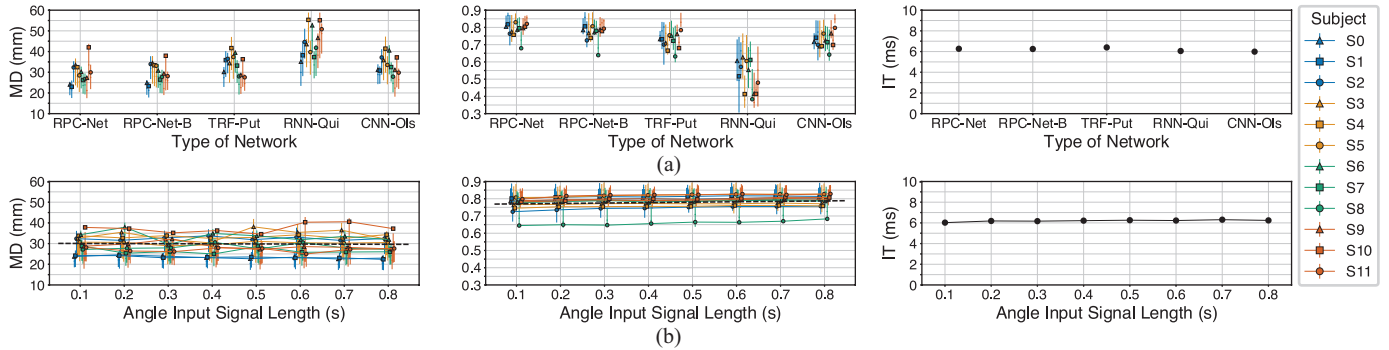 60
50
40
30
20
10
MD (mm)
RPC-Net RPC-Net-B TRF-Put RNN-Qui CNN-Ols
Type of Network
0.9
0.8
0.7
0.6
0.5
0.4
0.3
RPC-Net RPC-Net-B TRF-Put RNN-Qui CNN-Ols
Type of Network
10
8
6
4
2
0
IT (ms)
RPC-Net RPC-Net-B TRF-Put RNN-Qui CNN-Ols
Type of Network
(a)
60
50
40
30
20
10
MD (mm)
0.1 0.2 0.3 0.4 0.5 0.6 0.7 0.8
Angle Input Signal Length (s)
0.9
0.8
0.7
0.6
0.5
0.4
0.3
0.1 0.2 0.3 0.4 0.5 0.6 0.7 0.8
Angle Input Signal Length (s)
10
8
6
4
2
0
IT (ms)
0.1 0.2 0.3 0.4 0.5 0.6 0.7 0.8
Angle Input Signal Length (s)
(b)
Subject
S0
S1
S2
S3
S4
S5
S6
S7
S8
S9
S10
S11